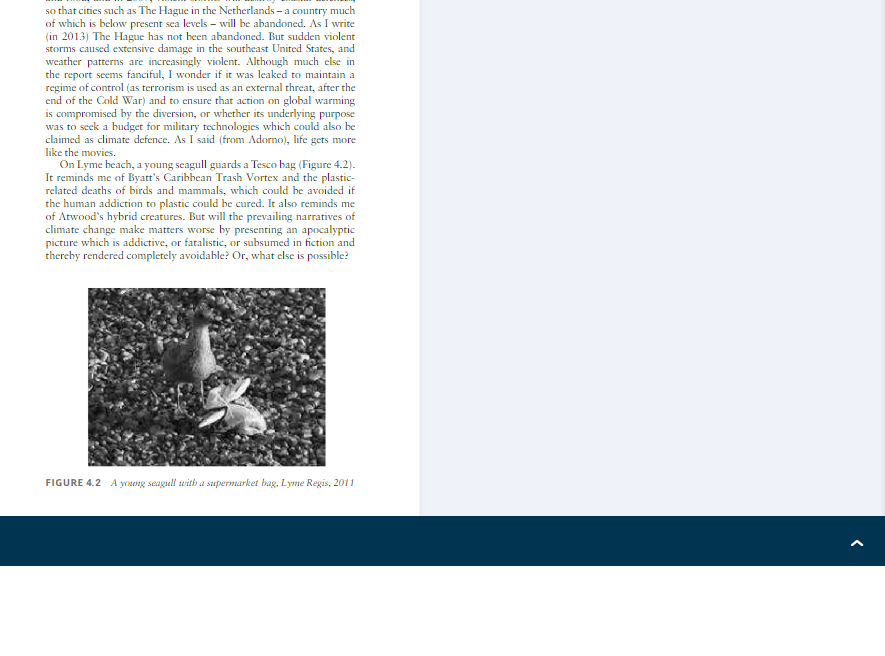 so that cities such as The Hague in the Netherlands – a country much
of which is below present sea levels – will be abandoned. As I write
(in 2013) The Hague has not been abandoned. But sudden violent
storms caused extensive damage in the southeast United States, and
weather patterns are increasingly violent. Although much else in
the report seems fanciful, I wonder if it was leaked to maintain a
regime of control (as terrorism is used as an external threat, after the
end of the Cold War) and to ensure that action on global warming
is compromised by the diversion, or whether its underlying purpose
was to seek a budget for military technologies which could also be
claimed as climate defence. As I said (from Adorno), life gets more
like the movies.
On Lyme beach, a young seagull guards a Tesco bag (Figure 4.2).
It reminds me of Byatt's Caribbean Trash Vortex and the plastic-
related deaths of birds and mammals, which could be avoided if
the human addiction to plastic could be cured. It also reminds me
of Atwood's hybrid creatures. But will the prevailing narratives of
climate change make matters worse by presenting an apocalyptic
picture which is addictive, or fatalistic, or subsumed in fiction and
thereby rendered completely avoidable? Or, what else is possible?
FIGURE 4.2 A young seagull with a supermarket bag, Lyme Regis, 2011